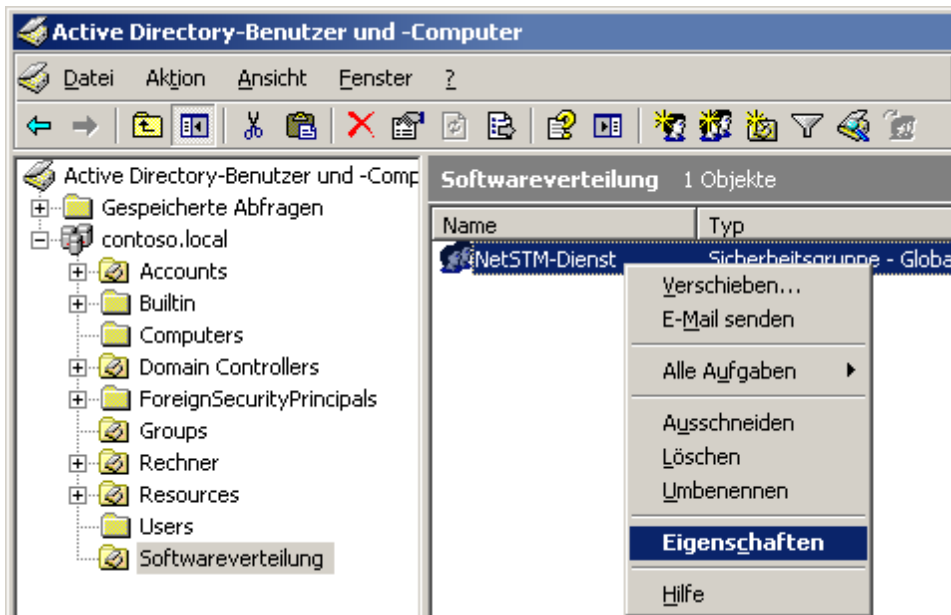 Active Directory-Benutzer und -Computer
Datei Aktion Ansicht Fenster ?
Active Directory-Benutzer und -Comp
Gespeicherte Abfragen
contoso.local
Accounts
Builtin
Computers
Domain Controllers
ForeignSecurityPrincipals
Groups
Rechner
Resources
Users
Softwareverteilung
Softwareverteilung 1 Objekte
Name Typ
NetSTM-Dienst Sicherheitsgruppe - Globa
Verschieben...
E-Mail senden
Alle Aufgaben
Ausschneiden
Löschen
Umbenennen
Eigenschaften
Hilfe